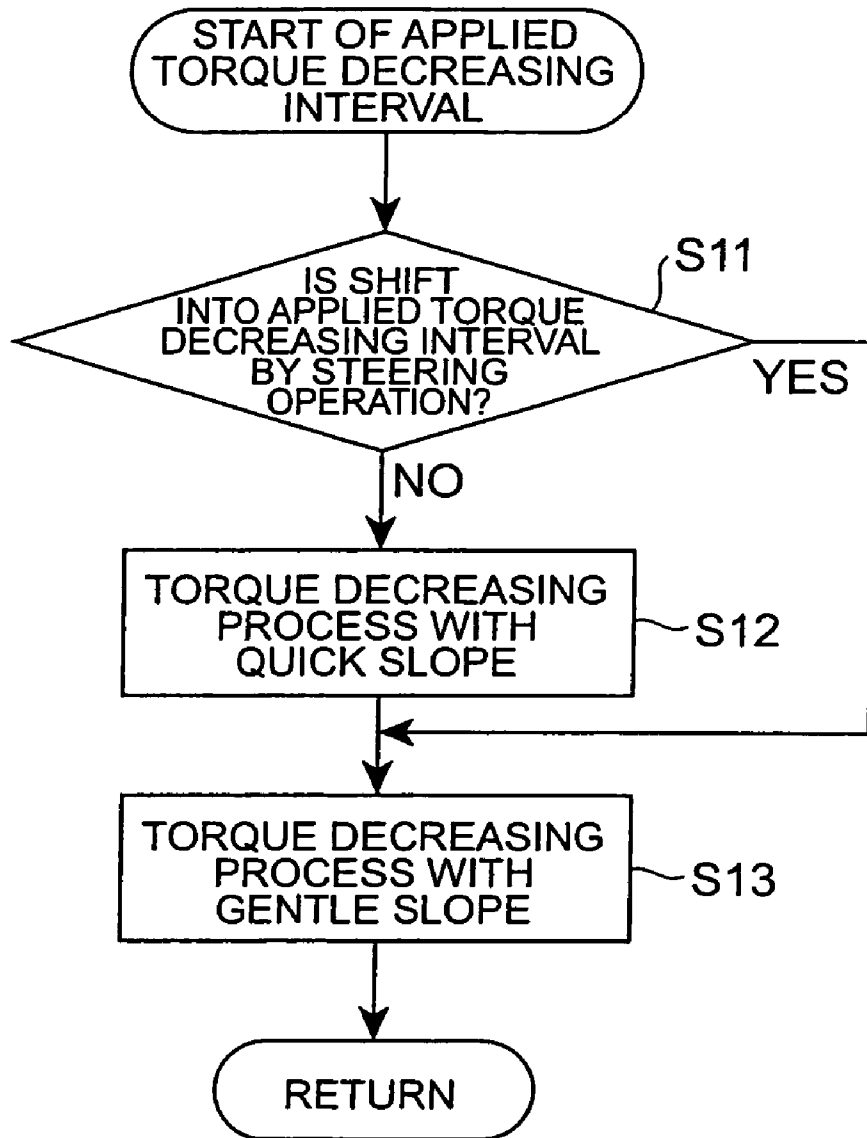 START OF APPLIED
TORQUE DECREASING
INTERVAL
S11
IS SHIFT
INTO APPLIED TORQUE
DECREASING INTERVAL
BY STEERING
OPERATION?
YES
NO
TORQUE DECREASING
PROCESS WITH
QUICK SLOPE
S12
TORQUE DECREASING
PROCESS WITH
GENTLE SLOPE
S13
RETURN